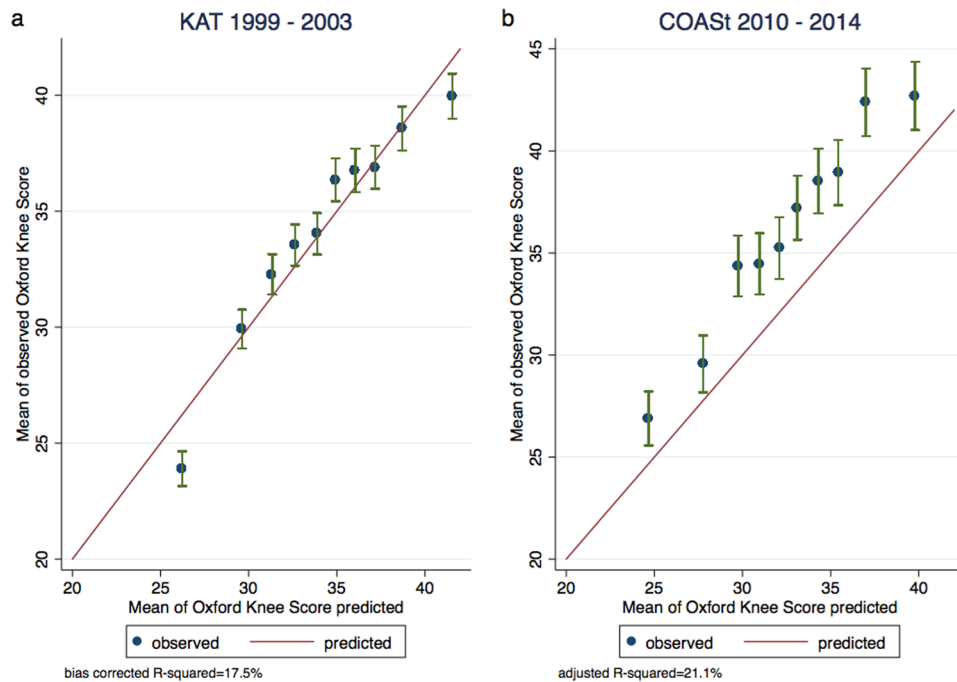 a
KAT 1999 - 2003
Mean of observed Oxford Knee Score
40
35
30
25
20
20
25
30
35
40
Mean of Oxford Knee Score predicted
observed
predicted
bias corrected R-squared=17.5%
b
COASt 2010 - 2014
Mean of observed Oxford Knee Score
45
40
35
30
25
20
20
25
30
35
40
Mean of Oxford Knee Score predicted
observed
predicted
adjusted R-squared=21.1%